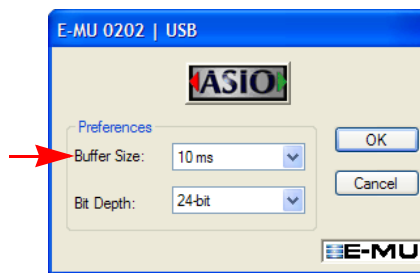 E-MU 0202 | USB
ASIO
Preferences
Buffer Size:
10 ms
OK
Bit Depth:
24-bit
Cancel
E-MU